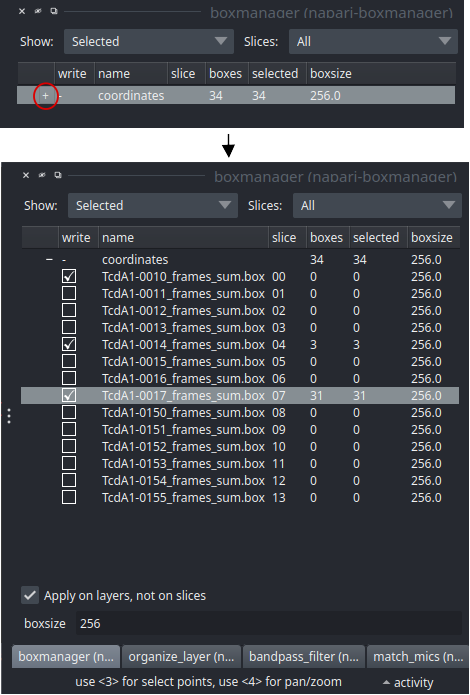 boxmanager (napari-boxmanager)
Show: Selected Slices: All
write name slice boxes selected boxsize
+ - coordinates 34 34 256.0
boxmanager (napari-boxmanager)
Show: Selected Slices: All
write name slice boxes selected boxsize
− - coordinates 34 34 256.0
TcdA1-0010_frames_sum.box 00 0 0 256.0
TcdA1-0011_frames_sum.box 01 0 0 256.0
TcdA1-0012_frames_sum.box 02 0 0 256.0
TcdA1-0013_frames_sum.box 03 0 0 256.0
TcdA1-0014_frames_sum.box 04 3 3 256.0
TcdA1-0015_frames_sum.box 05 0 0 256.0
TcdA1-0016_frames_sum.box 06 0 0 256.0
TcdA1-0017_frames_sum.box 07 31 31 256.0
TcdA1-0150_frames_sum.box 08 0 0 256.0
TcdA1-0151_frames_sum.box 09 0 0 256.0
TcdA1-0152_frames_sum.box 10 0 0 256.0
TcdA1-0153_frames_sum.box 11 0 0 256.0
TcdA1-0154_frames_sum.box 12 0 0 256.0
TcdA1-0155_frames_sum.box 13 0 0 256.0
Apply on layers, not on slices
boxsize 256
boxmanager (n... organize_layer (n... bandpass_filter (n... match_mics (n...
use <3> for select points, use <4> for pan/zoom activity